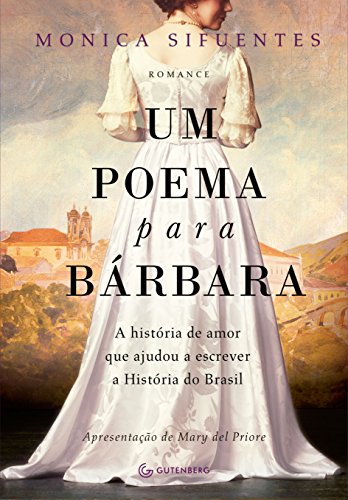 MONICA SIFUENTES
ROMANCE
UM
POEMA
para
BÁRBARA
A história de amor
que ajudou a escrever
a História do Brasil
Apresentação de Mary del Priore
GUTENBERG